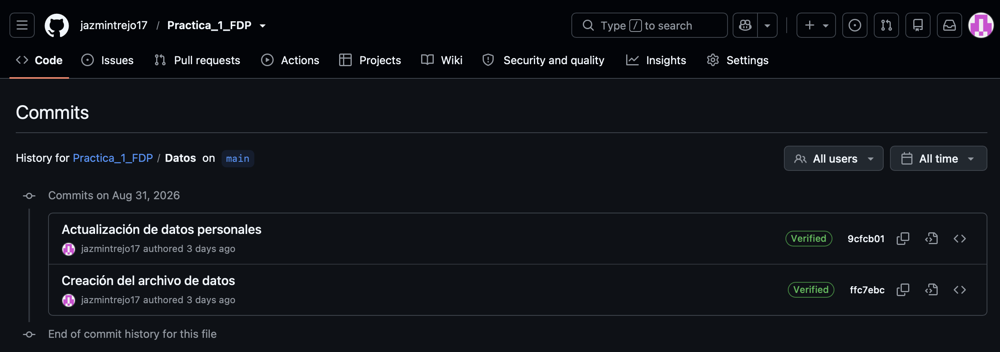 jazmintrejo17 / Practica_1_FDP
Type / to search
Code Issues Pull requests Actions Projects Wiki Security and quality Insights Settings
Commits
History for Practica_1_FDP / Datos on main
All users All time
Commits on Aug 31, 2026
Actualización de datos personales
Verified 9cfcb01
jazmintrejo17 authored 3 days ago
Creación del archivo de datos
Verified ffc7ebc
jazmintrejo17 authored 3 days ago
End of commit history for this file